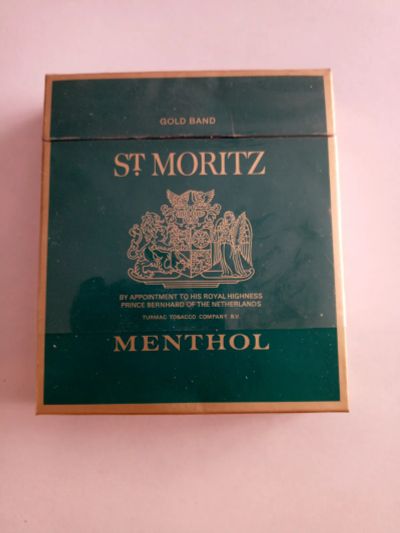 GOLD BAND
ST. MORITZ
BY APPOINTMENT TO HIS ROYAL HIGHNESS
PRINCE BERNHARD OF THE NETHERLANDS
TURMAC TOBACCO COMPANY B.V.
MENTHOL